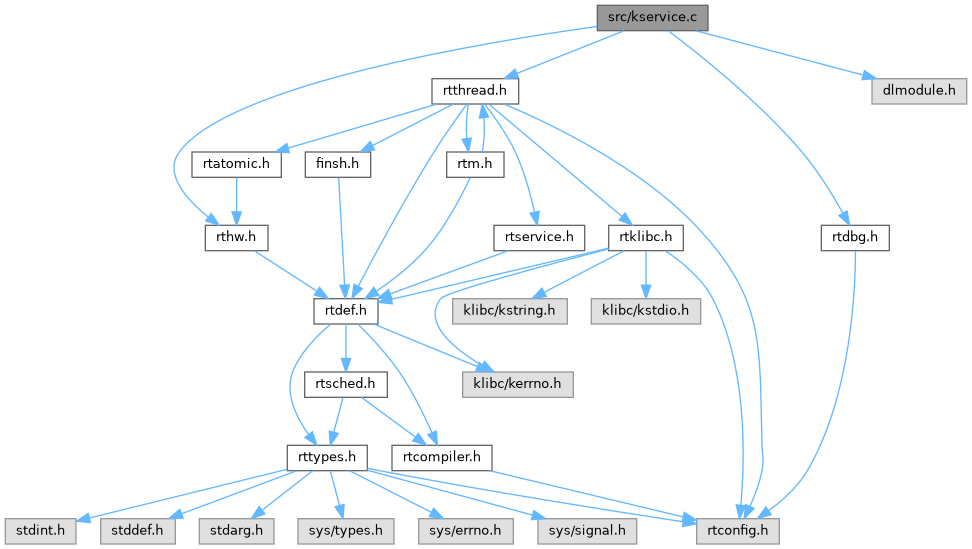 src/kservice.c
rtthread.h
dlmodule.h
rtatomic.h
finsh.h
rtm.h
rthw.h
rtservice.h
rtklibc.h
rtdbg.h
rtdef.h
klibc/kstring.h
klibc/kstdio.h
rtsched.h
klibc/kerrno.h
rttypes.h
rtcompiler.h
stdint.h
stddef.h
stdarg.h
sys/types.h
sys/errno.h
sys/signal.h
rtconfig.h